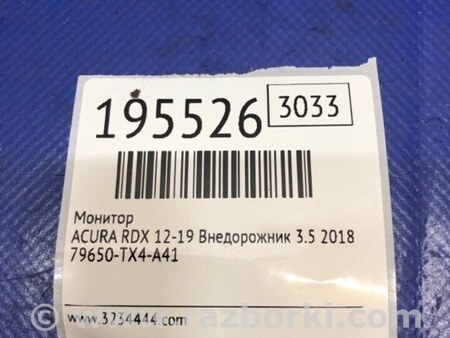 195526 3033
Монитор
ACURA RDX 12-19 Внедорожник 3.5 2018
79650-TX4-A41
www.3234444.com